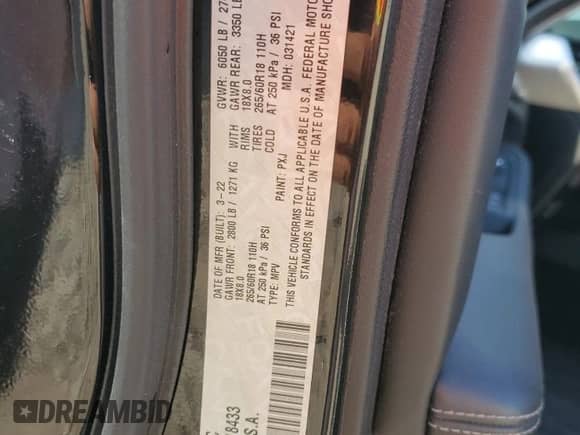 DATE OF MFR (BUILT): 3-22
GVWR: 6050 LB / 27
GAWR FRONT: 2800 LB / 1271 KG WITH
GAWR REAR: 3350 LB
18X8.0 RIMS 18X8.0
265/60R18 110H TIRES 265/60R18 110H
AT 250 kPa / 36 PSI COLD AT 250 kPa / 36 PSI
TYPE: MPV PAINT: PXJ MDH: 031421
THIS VEHICLE CONFORMS TO ALL APPLICABLE U.S.A. FEDERAL MOTO
STANDARDS IN EFFECT ON THE DATE OF MANUFACTURE SHO
8433
S.A.
DREAMBID